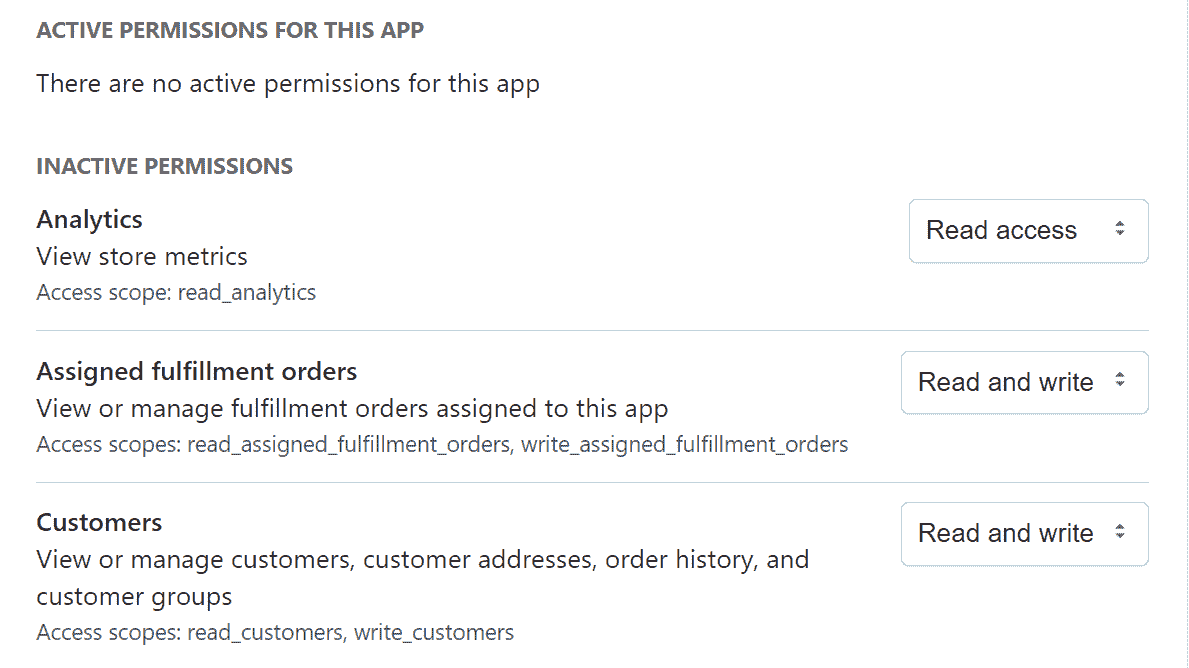 ACTIVE PERMISSIONS FOR THIS APP
There are no active permissions for this app
INACTIVE PERMISSIONS
Analytics
View store metrics
Access scope: read_analytics
Read access
Assigned fulfillment orders
View or manage fulfillment orders assigned to this app
Access scopes: read_assigned_fulfillment_orders, write_assigned_fulfillment_orders
Read and write
Customers
View or manage customers, customer addresses, order history, and
customer groups
Access scopes: read_customers, write_customers
Read and write